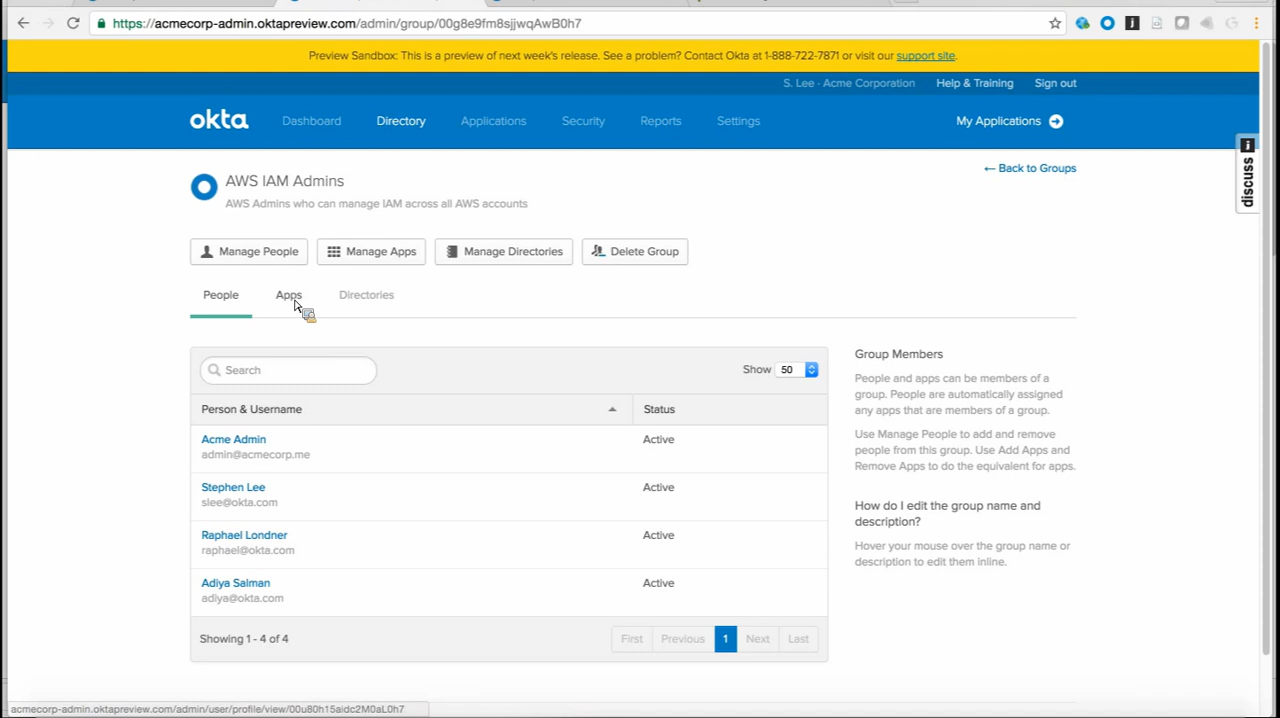 https://acmecorp-admin.oktapreview.com/admin/group/00g8e9fm8sjjwqAwB0h7
Preview Sandbox: This is a preview of next week's release. See a problem? Contact Okta at 1-888-722-7871 or visit our support site.
S. Lee - Acme Corporation Help & Training Sign out
okta Dashboard Directory Applications Security Reports Settings My Applications
discuss
AWS IAM Admins
← Back to Groups
AWS Admins who can manage IAM across all AWS accounts
Manage People Manage Apps Manage Directories Delete Group
People Apps Directories
Search Show 50
Person & Username Status
Acme Admin Active
admin@acmecorp.me
Stephen Lee Active
slee@okta.com
Raphael Londner Active
raphael@okta.com
Adiya Salman Active
adiya@okta.com
Showing 1 - 4 of 4 First Previous 1 Next Last
Group Members
People and apps can be members of a
group. People are automatically assigned
any apps that are members of a group.
Use Manage People to add and remove
people from this group. Use Add Apps and
Remove Apps to do the equivalent for apps.
How do I edit the group name and
description?
Hover your mouse over the group name or
description to edit them inline.
acmecorp-admin.oktapreview.com/admin/user/profile/view/00u80h15aidc2M0aL0h7